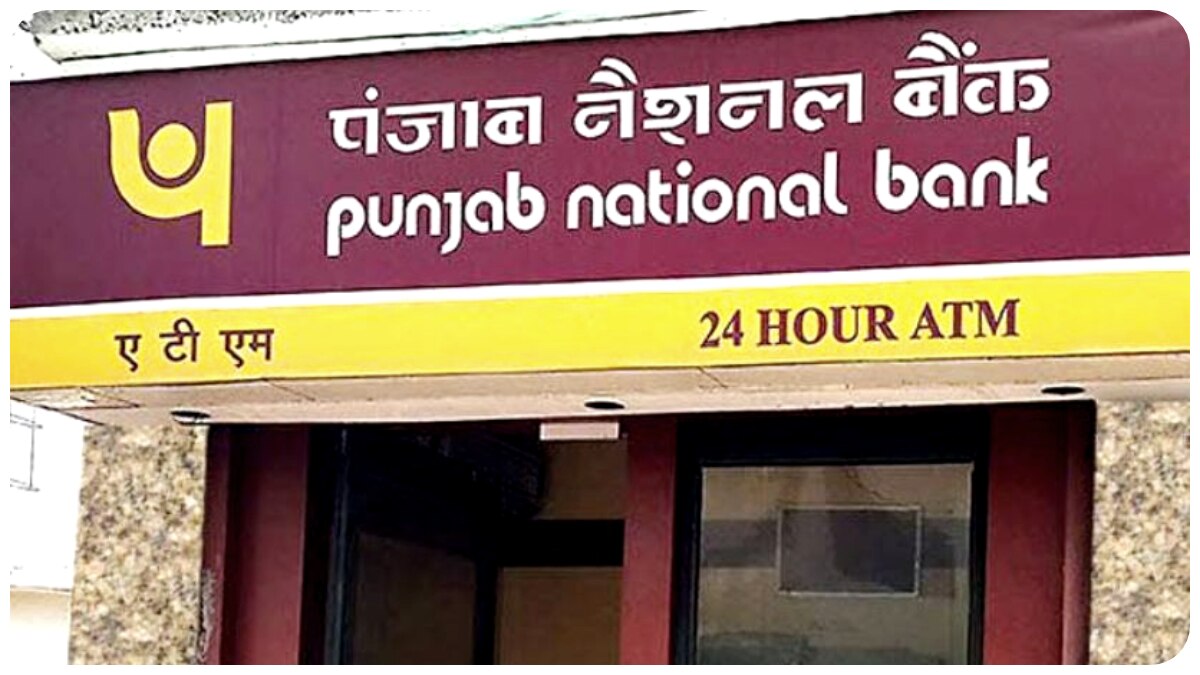 पंजाब नैशनल बैंक
punjab national bank
ए टी एम
24 HOUR ATM